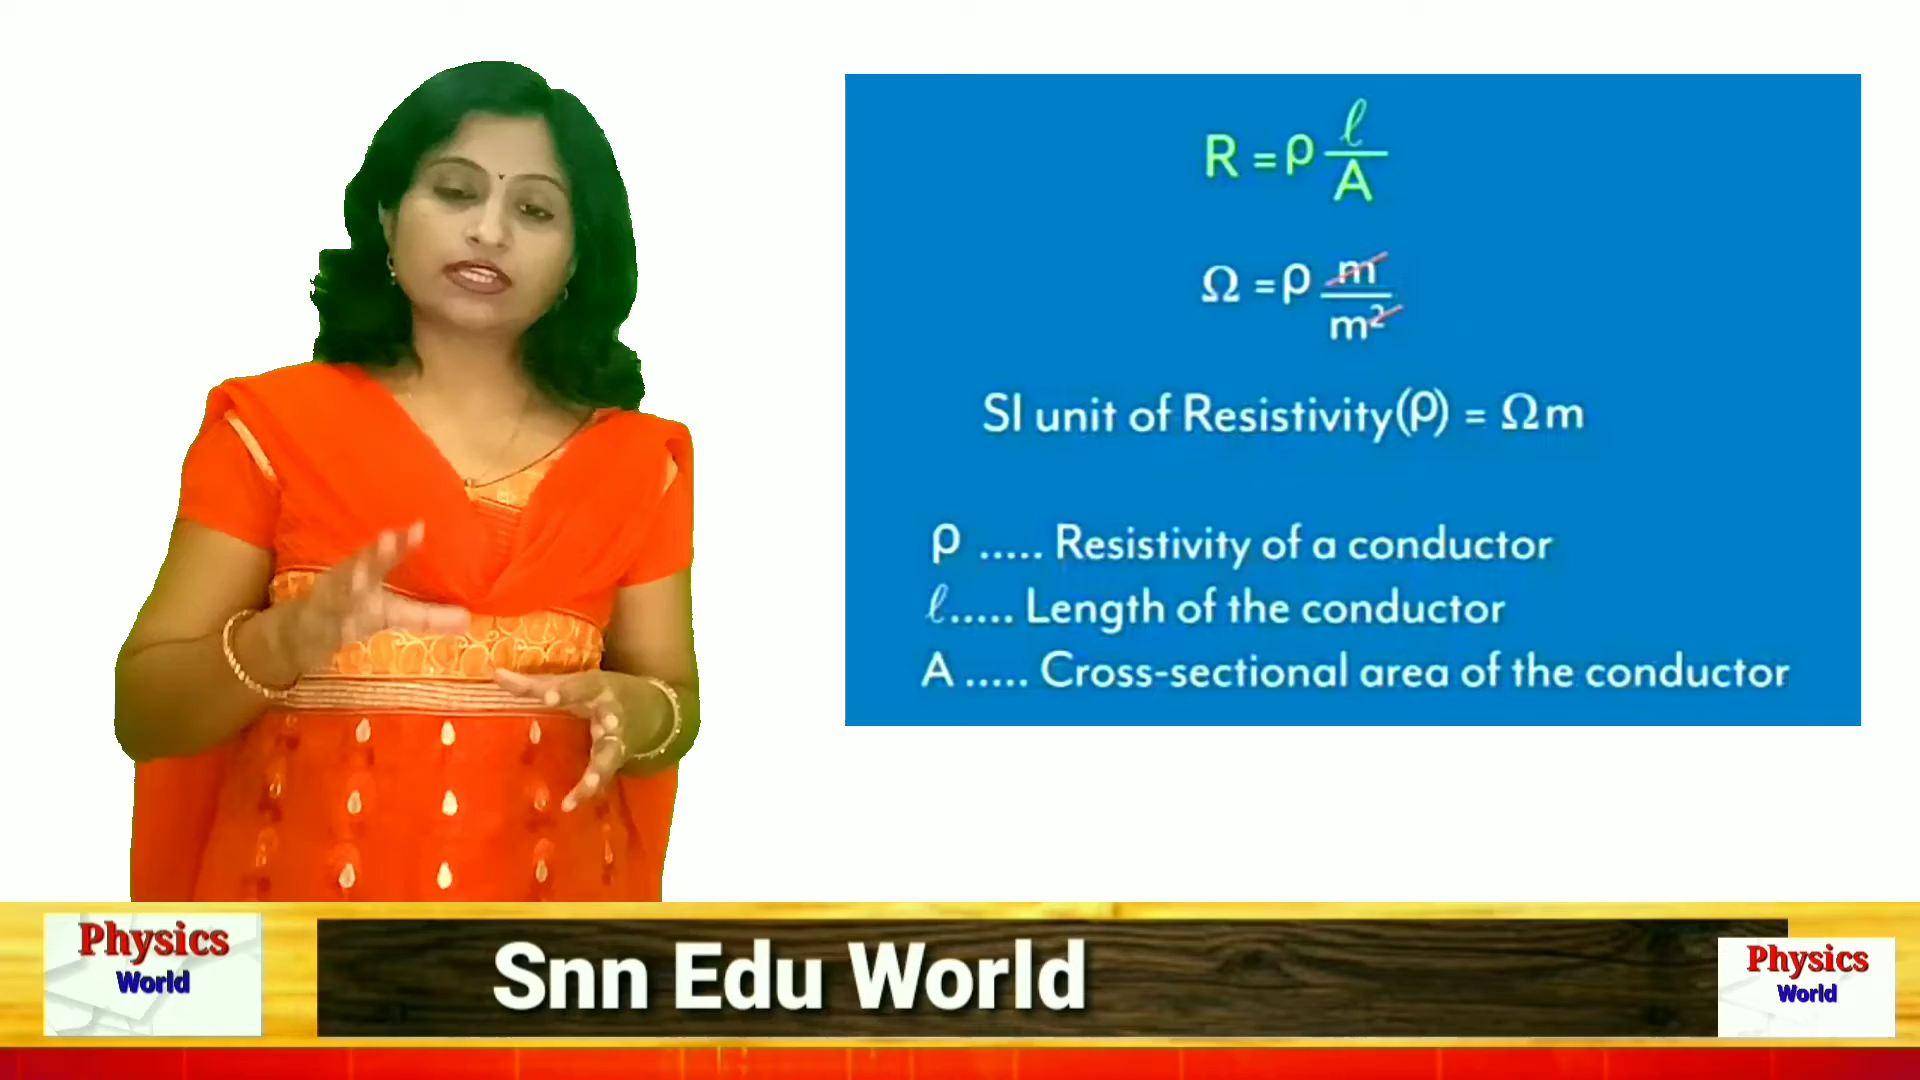 R = ρ ℓ/A
Ω = ρ m/m²
SI unit of Resistivity(ρ) = Ωm
ρ ..... Resistivity of a conductor
ℓ..... Length of the conductor
A ..... Cross-sectional area of the conductor
Physics
World
Snn Edu World
Physics
World